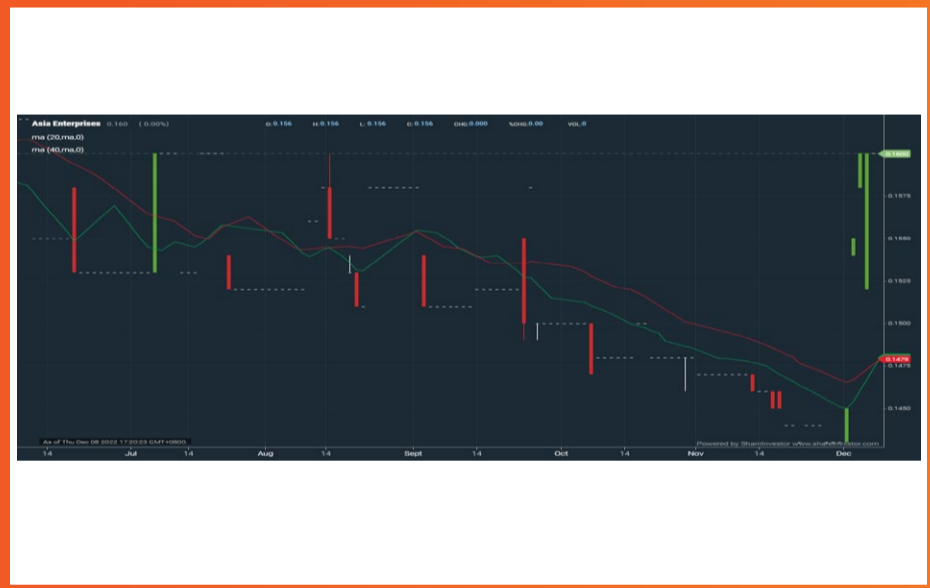 Asia Enterprises 0.160 (0.00%) O:0.156 H:0.156 L:0.156 C:0.156 CHG:0.000 %CHG:0.00 VOL:0
ma (20,ma,0)
ma (40,ma,0)
0.1600
0.1575
0.1550
0.1525
0.1500
0.1479
0.1475
0.1450
As of Thu Dec 08 2022 17:20:23 GMT+0800
Powered by ShareInvestor www.shareinvestor.com
14 Jul 14 Aug 14 Sept 14 Oct 14 Nov 14 Dec